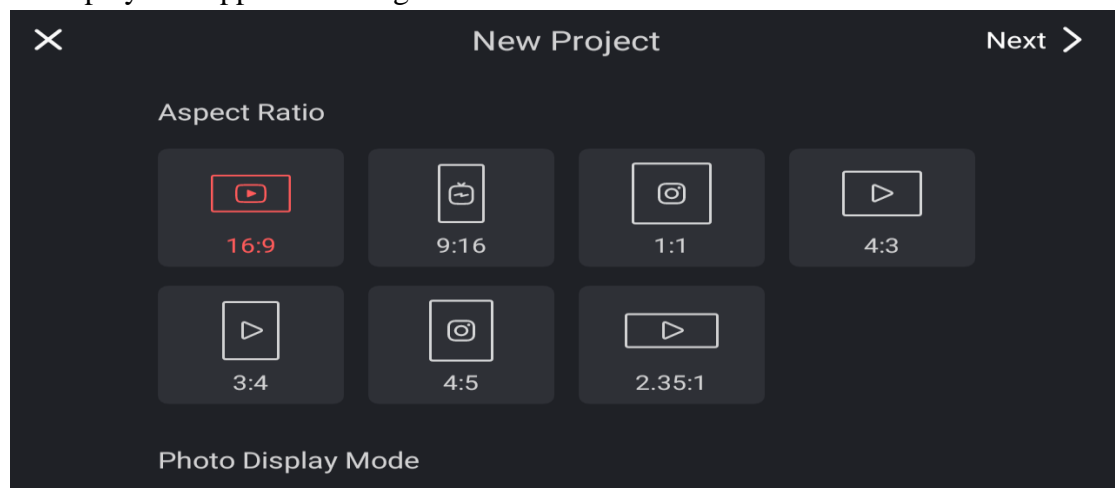 New Project
Next
Aspect Ratio
16:9
9:16
1:1
4:3
3:4
4:5
2.35:1
Photo Display Mode